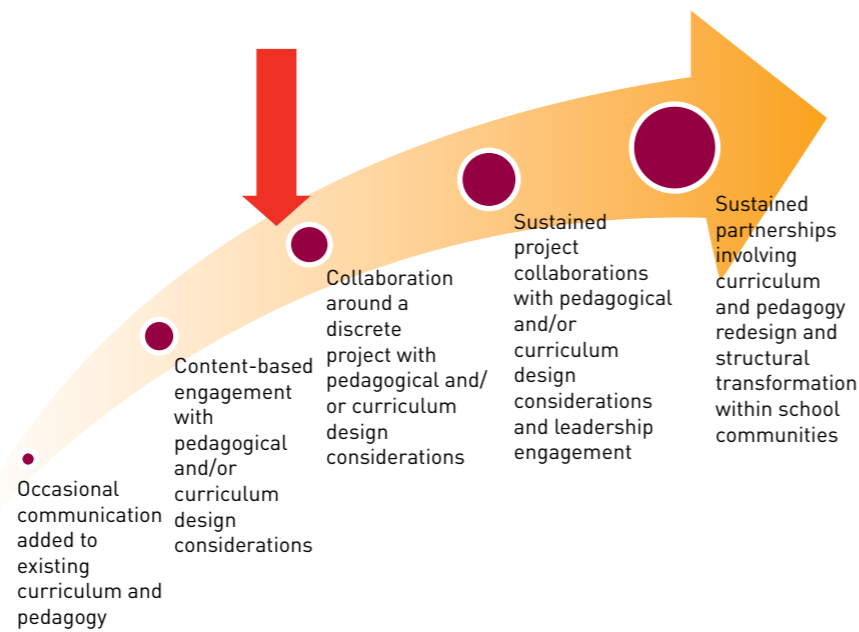 Occasional
communication
added to
existing
curriculum and
pedagogy
Content-based
engagement
with
pedagogical
and/or
curriculum
design
considerations
Collaboration
around a
discrete
project with
pedagogical and/
or curriculum
design
considerations
Sustained
project
collaborations
with pedagogical
and/or
curriculum
design
considerations
and leadership
engagement
Sustained
partnerships
involving
curriculum
and pedagogy
redesign and
structural
transformation
within school
communities